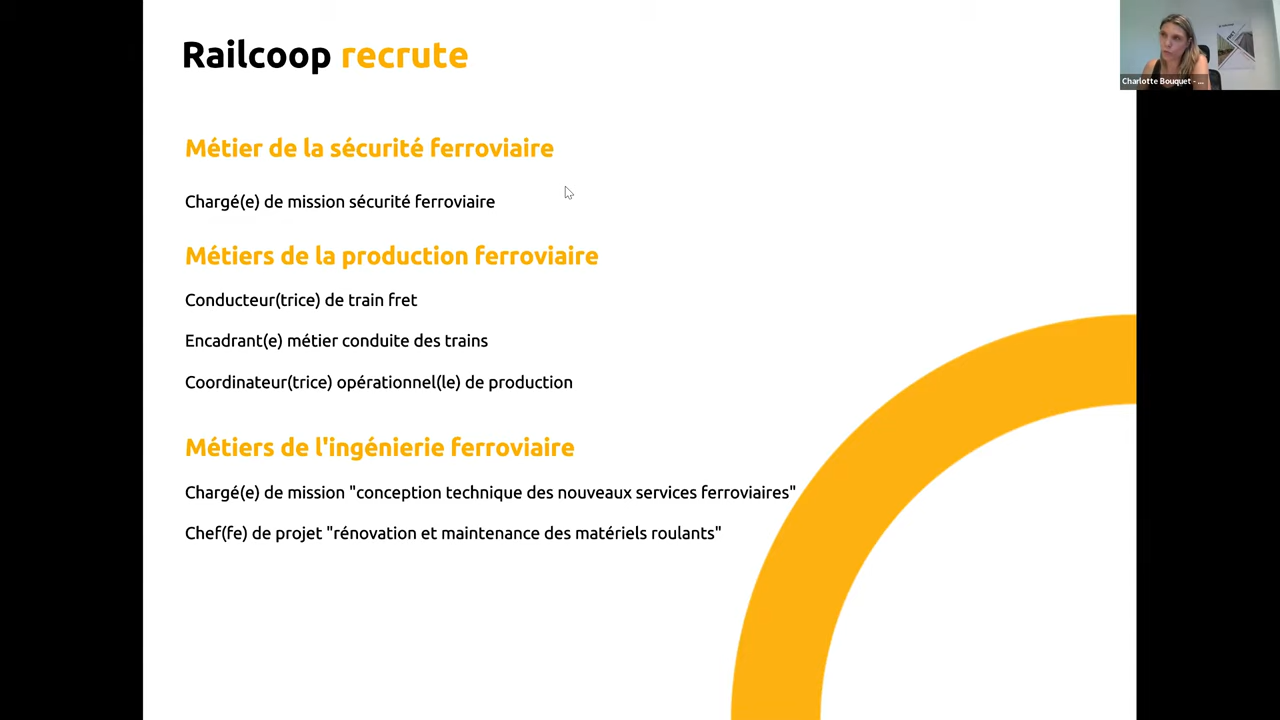 Railcoop recrute
Charlotte Bouquet - ...
Métier de la sécurité ferroviaire
Chargé(e) de mission sécurité ferroviaire
Métiers de la production ferroviaire
Conducteur(trice) de train fret
Encadrant(e) métier conduite des trains
Coordinateur(trice) opérationnel(le) de production
Métiers de l'ingénierie ferroviaire
Chargé(e) de mission "conception technique des nouveaux services ferroviaires"
Chef(fe) de projet "rénovation et maintenance des matériels roulants"